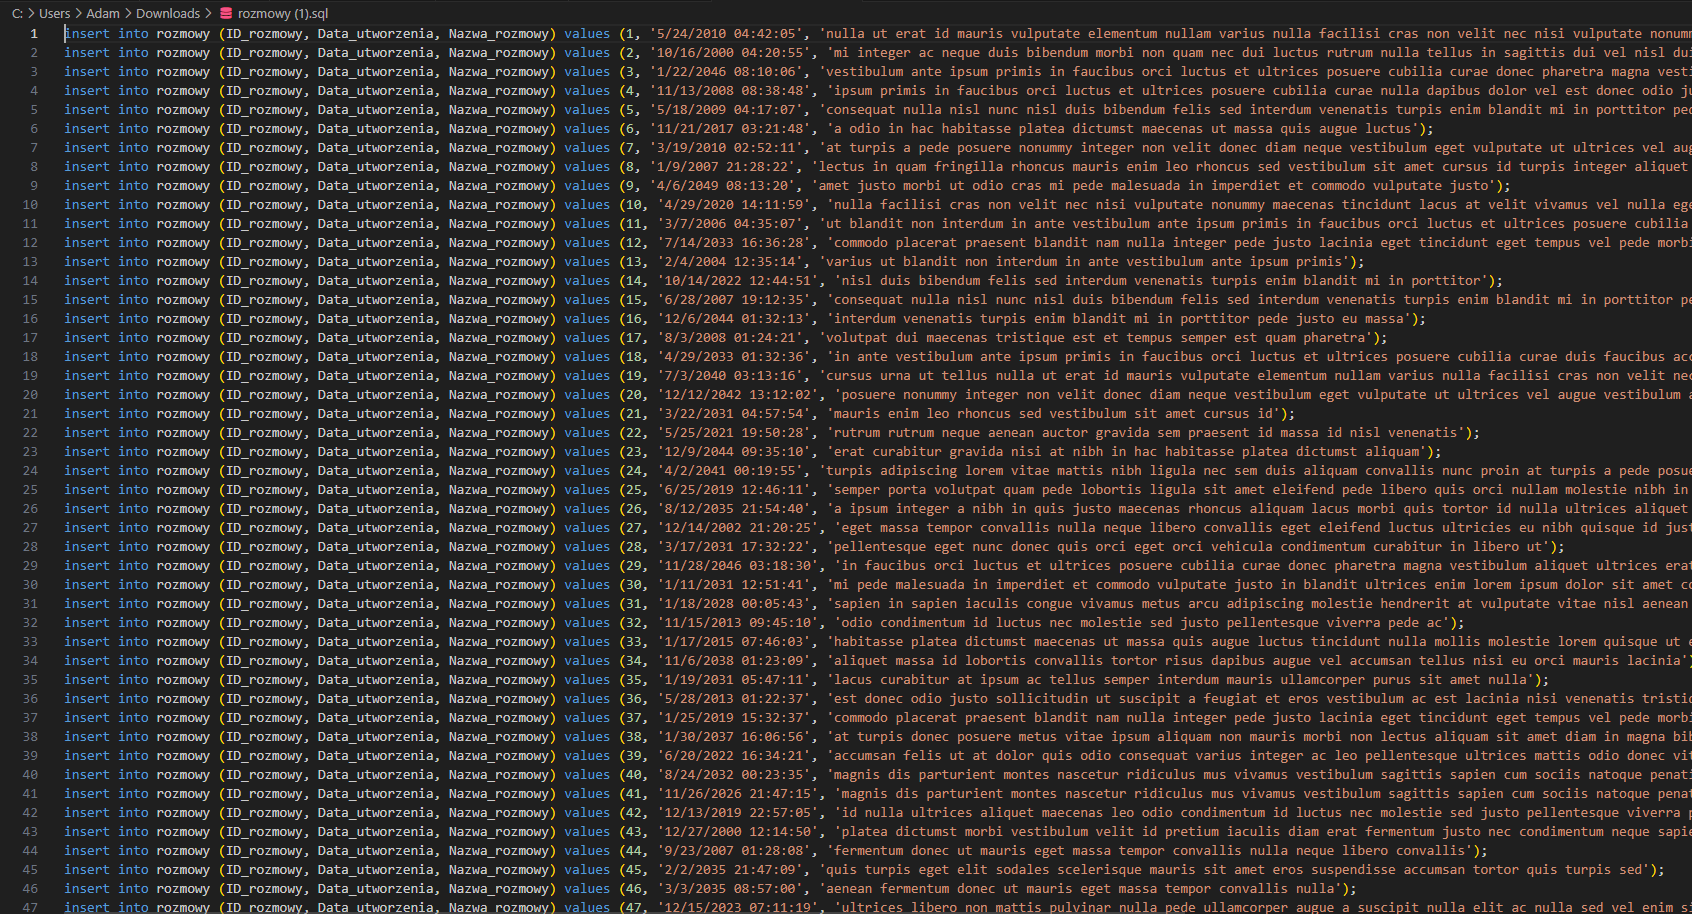 C: > Users > Adam > Downloads > rozmowy (1).sql
1 insert into rozmowy (ID_rozmowy, Data_utworzenia, Nazwa_rozmowy) values (1, '5/24/2010 04:42:05', 'nulla ut erat id mauris vulputate elementum nullam varius nulla facilisi cras non velit nec nisi vulputate nonumm
2 insert into rozmowy (ID_rozmowy, Data_utworzenia, Nazwa_rozmowy) values (2, '10/16/2000 04:20:55', 'mi integer ac neque duis bibendum morbi non quam nec dui luctus rutrum nulla tellus in sagittis dui vel nisl dui
3 insert into rozmowy (ID_rozmowy, Data_utworzenia, Nazwa_rozmowy) values (3, '1/22/2046 08:10:06', 'vestibulum ante ipsum primis in faucibus orci luctus et ultrices posuere cubilia curae donec pharetra magna vesti
4 insert into rozmowy (ID_rozmowy, Data_utworzenia, Nazwa_rozmowy) values (4, '11/13/2008 08:38:48', 'ipsum primis in faucibus orci luctus et ultrices posuere cubilia curae nulla dapibus dolor vel est donec odio ju
5 insert into rozmowy (ID_rozmowy, Data_utworzenia, Nazwa_rozmowy) values (5, '5/18/2009 04:17:07', 'consequat nulla nisl nunc nisl duis bibendum felis sed interdum venenatis turpis enim blandit mi in porttitor ped
6 insert into rozmowy (ID_rozmowy, Data_utworzenia, Nazwa_rozmowy) values (6, '11/21/2017 03:21:48', 'a odio in hac habitasse platea dictumst maecenas ut massa quis augue luctus');
7 insert into rozmowy (ID_rozmowy, Data_utworzenia, Nazwa_rozmowy) values (7, '3/19/2010 02:52:11', 'at turpis a pede posuere nonummy integer non velit donec diam neque vestibulum eget vulputate ut ultrices vel aug
8 insert into rozmowy (ID_rozmowy, Data_utworzenia, Nazwa_rozmowy) values (8, '1/9/2007 21:28:22', 'lectus in quam fringilla rhoncus mauris enim leo rhoncus sed vestibulum sit amet cursus id turpis integer aliquet
9 insert into rozmowy (ID_rozmowy, Data_utworzenia, Nazwa_rozmowy) values (9, '4/6/2049 08:13:20', 'amet justo morbi ut odio cras mi pede malesuada in imperdiet et commodo vulputate justo');
10 insert into rozmowy (ID_rozmowy, Data_utworzenia, Nazwa_rozmowy) values (10, '4/29/2020 14:11:59', 'nulla facilisi cras non velit nec nisi vulputate nonummy maecenas tincidunt lacus at velit vivamus vel nulla ege
11 insert into rozmowy (ID_rozmowy, Data_utworzenia, Nazwa_rozmowy) values (11, '3/7/2006 04:35:07', 'ut blandit non interdum in ante vestibulum ante ipsum primis in faucibus orci luctus et ultrices posuere cubilia
12 insert into rozmowy (ID_rozmowy, Data_utworzenia, Nazwa_rozmowy) values (12, '7/14/2033 16:36:28', 'commodo placerat praesent blandit nam nulla integer pede justo lacinia eget tincidunt eget tempus vel pede morbi
13 insert into rozmowy (ID_rozmowy, Data_utworzenia, Nazwa_rozmowy) values (13, '2/4/2004 12:35:14', 'varius ut blandit non interdum in ante vestibulum ante ipsum primis');
14 insert into rozmowy (ID_rozmowy, Data_utworzenia, Nazwa_rozmowy) values (14, '10/14/2022 12:44:51', 'nisl duis bibendum felis sed interdum venenatis turpis enim blandit mi in porttitor');
15 insert into rozmowy (ID_rozmowy, Data_utworzenia, Nazwa_rozmowy) values (15, '6/28/2007 19:12:35', 'consequat nulla nisl nunc nisl duis bibendum felis sed interdum venenatis turpis enim blandit mi in porttitor pe
16 insert into rozmowy (ID_rozmowy, Data_utworzenia, Nazwa_rozmowy) values (16, '12/6/2044 01:32:13', 'interdum venenatis turpis enim blandit mi in porttitor pede justo eu massa');
17 insert into rozmowy (ID_rozmowy, Data_utworzenia, Nazwa_rozmowy) values (17, '8/3/2008 01:24:21', 'volutpat dui maecenas tristique est et tempus semper est quam pharetra');
18 insert into rozmowy (ID_rozmowy, Data_utworzenia, Nazwa_rozmowy) values (18, '4/29/2033 01:32:36', 'in ante vestibulum ante ipsum primis in faucibus orci luctus et ultrices posuere cubilia curae duis faucibus acc
19 insert into rozmowy (ID_rozmowy, Data_utworzenia, Nazwa_rozmowy) values (19, '7/3/2040 03:13:16', 'cursus urna ut tellus nulla ut erat id mauris vulputate elementum nullam varius nulla facilisi cras non velit nec
20 insert into rozmowy (ID_rozmowy, Data_utworzenia, Nazwa_rozmowy) values (20, '12/12/2042 13:12:02', 'posuere nonummy integer non velit donec diam neque vestibulum eget vulputate ut ultrices vel augue vestibulum a
21 insert into rozmowy (ID_rozmowy, Data_utworzenia, Nazwa_rozmowy) values (21, '3/22/2031 04:57:54', 'mauris enim leo rhoncus sed vestibulum sit amet cursus id');
22 insert into rozmowy (ID_rozmowy, Data_utworzenia, Nazwa_rozmowy) values (22, '5/25/2021 19:50:28', 'rutrum rutrum neque aenean auctor gravida sem praesent id massa id nisl venenatis');
23 insert into rozmowy (ID_rozmowy, Data_utworzenia, Nazwa_rozmowy) values (23, '12/9/2044 09:35:10', 'erat curabitur gravida nisi at nibh in hac habitasse platea dictumst aliquam');
24 insert into rozmowy (ID_rozmowy, Data_utworzenia, Nazwa_rozmowy) values (24, '4/2/2041 00:19:55', 'turpis adipiscing lorem vitae mattis nibh ligula nec sem duis aliquam convallis nunc proin at turpis a pede posue
25 insert into rozmowy (ID_rozmowy, Data_utworzenia, Nazwa_rozmowy) values (25, '6/25/2019 12:46:11', 'semper porta volutpat quam pede lobortis ligula sit amet eleifend pede libero quis orci nullam molestie nibh in
26 insert into rozmowy (ID_rozmowy, Data_utworzenia, Nazwa_rozmowy) values (26, '8/12/2035 21:54:40', 'a ipsum integer a nibh in quis justo maecenas rhoncus aliquam lacus morbi quis tortor id nulla ultrices aliquet
27 insert into rozmowy (ID_rozmowy, Data_utworzenia, Nazwa_rozmowy) values (27, '12/14/2002 21:20:25', 'eget massa tempor convallis nulla neque libero convallis eget eleifend luctus ultricies eu nibh quisque id just
28 insert into rozmowy (ID_rozmowy, Data_utworzenia, Nazwa_rozmowy) values (28, '3/17/2031 17:32:22', 'pellentesque eget nunc donec quis orci eget orci vehicula condimentum curabitur in libero ut');
29 insert into rozmowy (ID_rozmowy, Data_utworzenia, Nazwa_rozmowy) values (29, '11/28/2046 03:18:30', 'in faucibus orci luctus et ultrices posuere cubilia curae donec pharetra magna vestibulum aliquet ultrices erat
30 insert into rozmowy (ID_rozmowy, Data_utworzenia, Nazwa_rozmowy) values (30, '1/11/2031 12:51:41', 'mi pede malesuada in imperdiet et commodo vulputate justo in blandit ultrices enim lorem ipsum dolor sit amet co
31 insert into rozmowy (ID_rozmowy, Data_utworzenia, Nazwa_rozmowy) values (31, '1/18/2028 00:05:43', 'sapien in sapien iaculis congue vivamus metus arcu adipiscing molestie hendrerit at vulputate vitae nisl aenean
32 insert into rozmowy (ID_rozmowy, Data_utworzenia, Nazwa_rozmowy) values (32, '11/15/2013 09:45:10', 'odio condimentum id luctus nec molestie sed justo pellentesque viverra pede ac');
33 insert into rozmowy (ID_rozmowy, Data_utworzenia, Nazwa_rozmowy) values (33, '1/17/2015 07:46:03', 'habitasse platea dictumst maecenas ut massa quis augue luctus tincidunt nulla mollis molestie lorem quisque ut e
34 insert into rozmowy (ID_rozmowy, Data_utworzenia, Nazwa_rozmowy) values (34, '11/6/2038 01:23:09', 'aliquet massa id lobortis convallis tortor risus dapibus augue vel accumsan tellus nisi eu orci mauris lacinia')
35 insert into rozmowy (ID_rozmowy, Data_utworzenia, Nazwa_rozmowy) values (35, '1/19/2031 05:47:11', 'lacus curabitur at ipsum ac tellus semper interdum mauris ullamcorper purus sit amet nulla');
36 insert into rozmowy (ID_rozmowy, Data_utworzenia, Nazwa_rozmowy) values (36, '5/28/2013 01:22:37', 'est donec odio justo sollicitudin ut suscipit a feugiat et eros vestibulum ac est lacinia nisi venenatis tristic
37 insert into rozmowy (ID_rozmowy, Data_utworzenia, Nazwa_rozmowy) values (37, '1/25/2019 15:32:37', 'commodo placerat praesent blandit nam nulla integer pede justo lacinia eget tincidunt eget tempus vel pede morbi
38 insert into rozmowy (ID_rozmowy, Data_utworzenia, Nazwa_rozmowy) values (38, '1/30/2037 16:06:56', 'at turpis donec posuere metus vitae ipsum aliquam non mauris morbi non lectus aliquam sit amet diam in magna bib
39 insert into rozmowy (ID_rozmowy, Data_utworzenia, Nazwa_rozmowy) values (39, '6/20/2022 16:34:21', 'accumsan felis ut at dolor quis odio consequat varius integer ac leo pellentesque ultrices mattis odio donec vit
40 insert into rozmowy (ID_rozmowy, Data_utworzenia, Nazwa_rozmowy) values (40, '8/24/2032 00:23:35', 'magnis dis parturient montes nascetur ridiculus mus vivamus vestibulum sagittis sapien cum sociis natoque penati
41 insert into rozmowy (ID_rozmowy, Data_utworzenia, Nazwa_rozmowy) values (41, '11/26/2026 21:47:15', 'magnis dis parturient montes nascetur ridiculus mus vivamus vestibulum sagittis sapien cum sociis natoque penat
42 insert into rozmowy (ID_rozmowy, Data_utworzenia, Nazwa_rozmowy) values (42, '12/13/2019 22:57:05', 'id nulla ultrices aliquet maecenas leo odio condimentum id luctus nec molestie sed justo pellentesque viverra p
43 insert into rozmowy (ID_rozmowy, Data_utworzenia, Nazwa_rozmowy) values (43, '12/27/2000 12:14:50', 'platea dictumst morbi vestibulum velit id pretium iaculis diam erat fermentum justo nec condimentum neque sapie
44 insert into rozmowy (ID_rozmowy, Data_utworzenia, Nazwa_rozmowy) values (44, '9/23/2007 01:28:08', 'fermentum donec ut mauris eget massa tempor convallis nulla neque libero convallis');
45 insert into rozmowy (ID_rozmowy, Data_utworzenia, Nazwa_rozmowy) values (45, '2/2/2035 21:47:09', 'quis turpis eget elit sodales scelerisque mauris sit amet eros suspendisse accumsan tortor quis turpis sed');
46 insert into rozmowy (ID_rozmowy, Data_utworzenia, Nazwa_rozmowy) values (46, '3/3/2035 08:57:00', 'aenean fermentum donec ut mauris eget massa tempor convallis nulla');
47 insert into rozmowy (ID_rozmowy, Data_utworzenia, Nazwa_rozmowy) values (47, '12/15/2023 07:11:19', 'ultrices libero non mattis pulvinar nulla pede ullamcorper augue a suscipit nulla elit ac nulla sed vel enim si